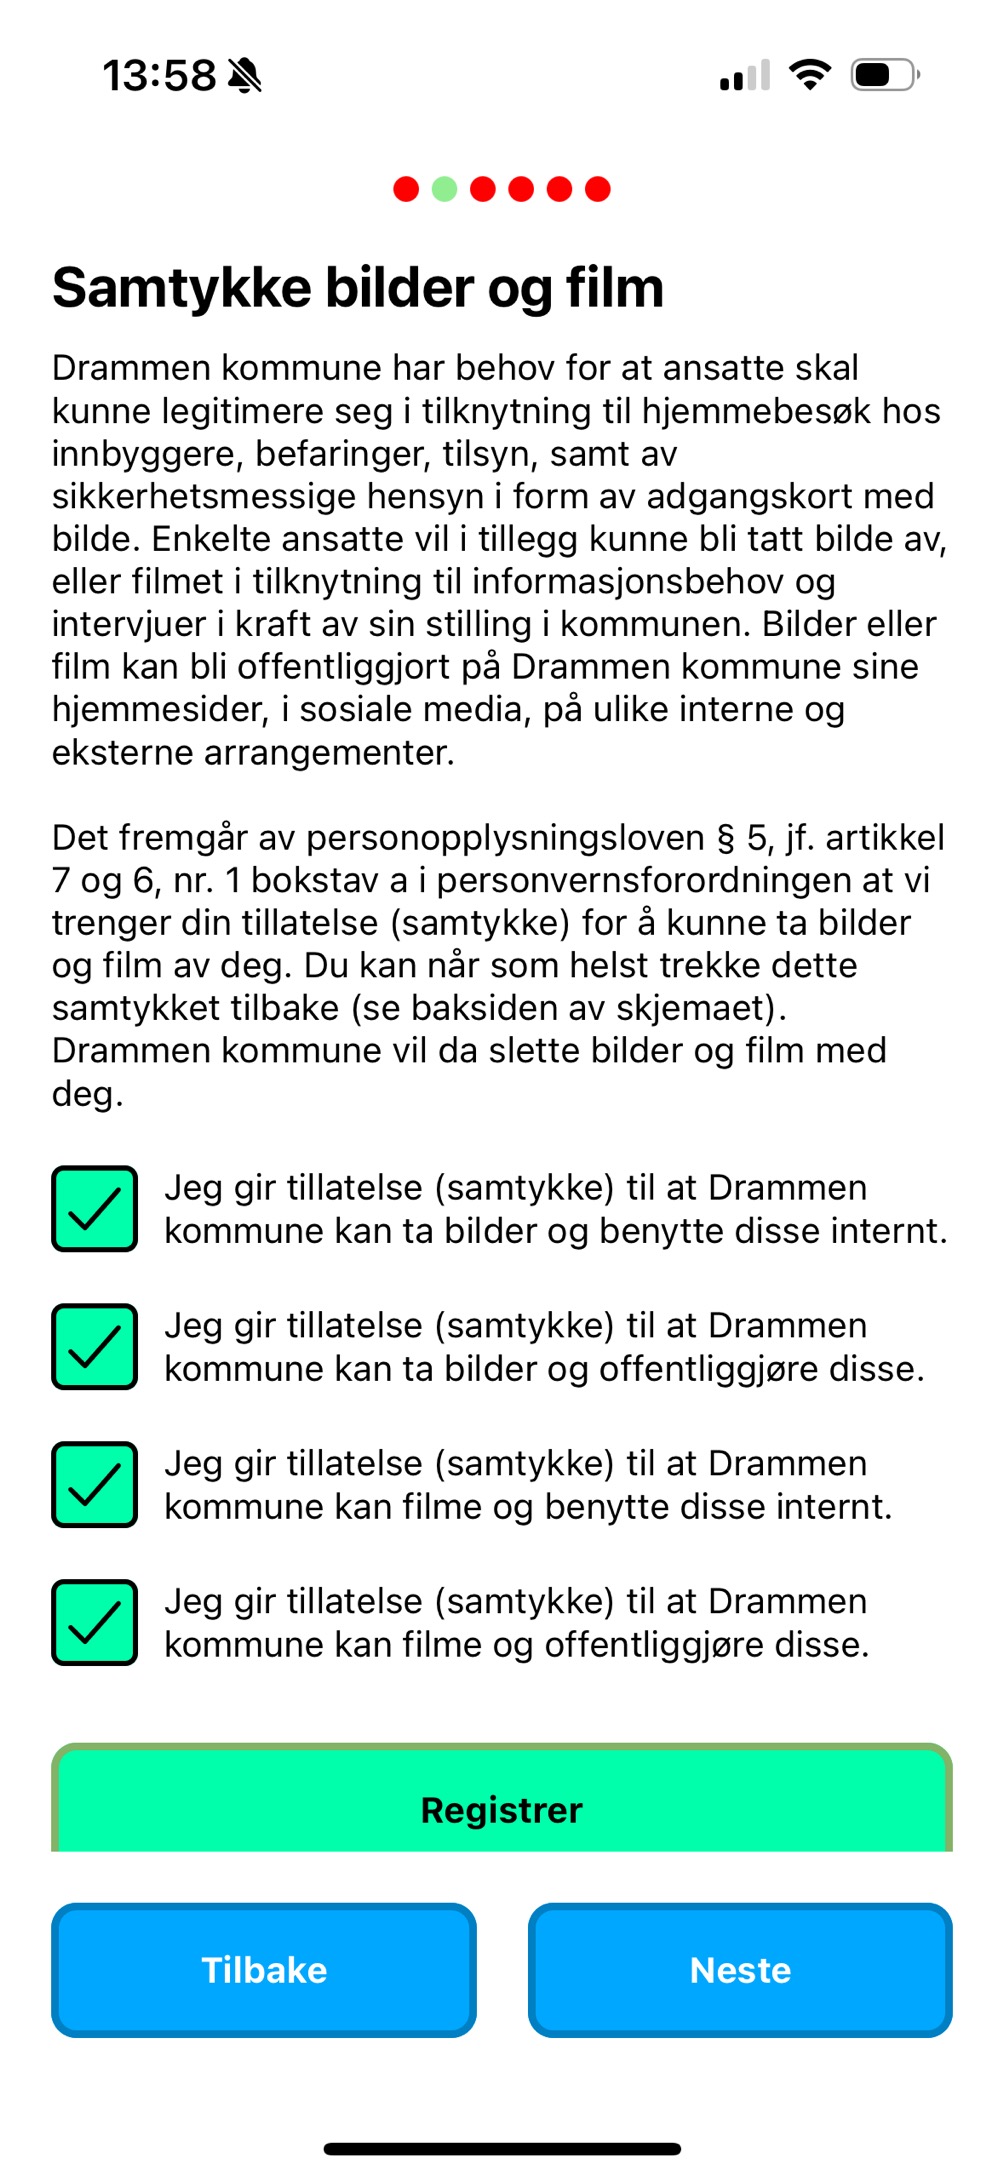 13:58
Samtykke bilder og film
Drammen kommune har behov for at ansatte skal
kunne legitimere seg i tilknytning til hjemmebesøk hos
innbyggere, befaringer, tilsyn, samt av
sikkerhetsmessige hensyn i form av adgangskort med
bilde. Enkelte ansatte vil i tillegg kunne bli tatt bilde av,
eller filmet i tilknytning til informasjonsbehov og
intervjuer i kraft av sin stilling i kommunen. Bilder eller
film kan bli offentliggjort på Drammen kommune sine
hjemmesider, i sosiale media, på ulike interne og
eksterne arrangementer.
Det fremgår av personopplysningsloven § 5, jf. artikkel
7 og 6, nr. 1 bokstav a i personvernsforordningen at vi
trenger din tillatelse (samtykke) for å kunne ta bilder
og film av deg. Du kan når som helst trekke dette
samtykket tilbake (se baksiden av skjemaet).
Drammen kommune vil da slette bilder og film med
deg.
Jeg gir tillatelse (samtykke) til at Drammen
kommune kan ta bilder og benytte disse internt.
Jeg gir tillatelse (samtykke) til at Drammen
kommune kan ta bilder og offentliggjøre disse.
Jeg gir tillatelse (samtykke) til at Drammen
kommune kan filme og benytte disse internt.
Jeg gir tillatelse (samtykke) til at Drammen
kommune kan filme og offentliggjøre disse.
Registrer
Tilbake
Neste